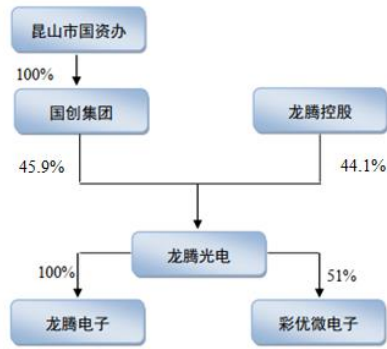 昆山市国资办
100%
国创集团
龙腾控股
45.9%
44.1%
龙腾光电
100%
51%
龙腾电子
彩优微电子